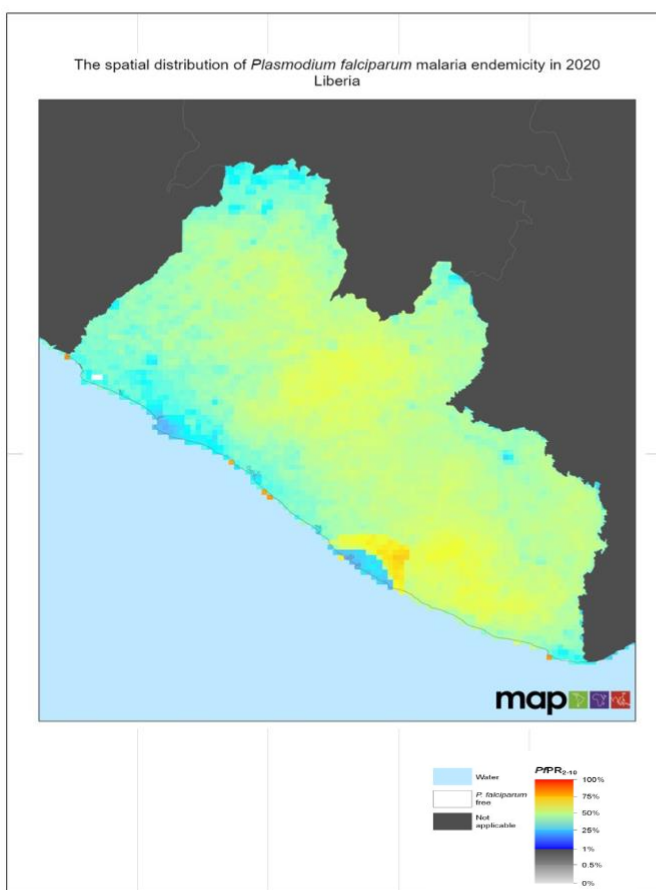 The spatial distribution of Plasmodium falciparum malaria endemicity in 2020
Liberia
map
Water
P. falciparum
free
Not
applicable
PfPR2-10
100%
75%
50%
25%
1%
0.5%
0%